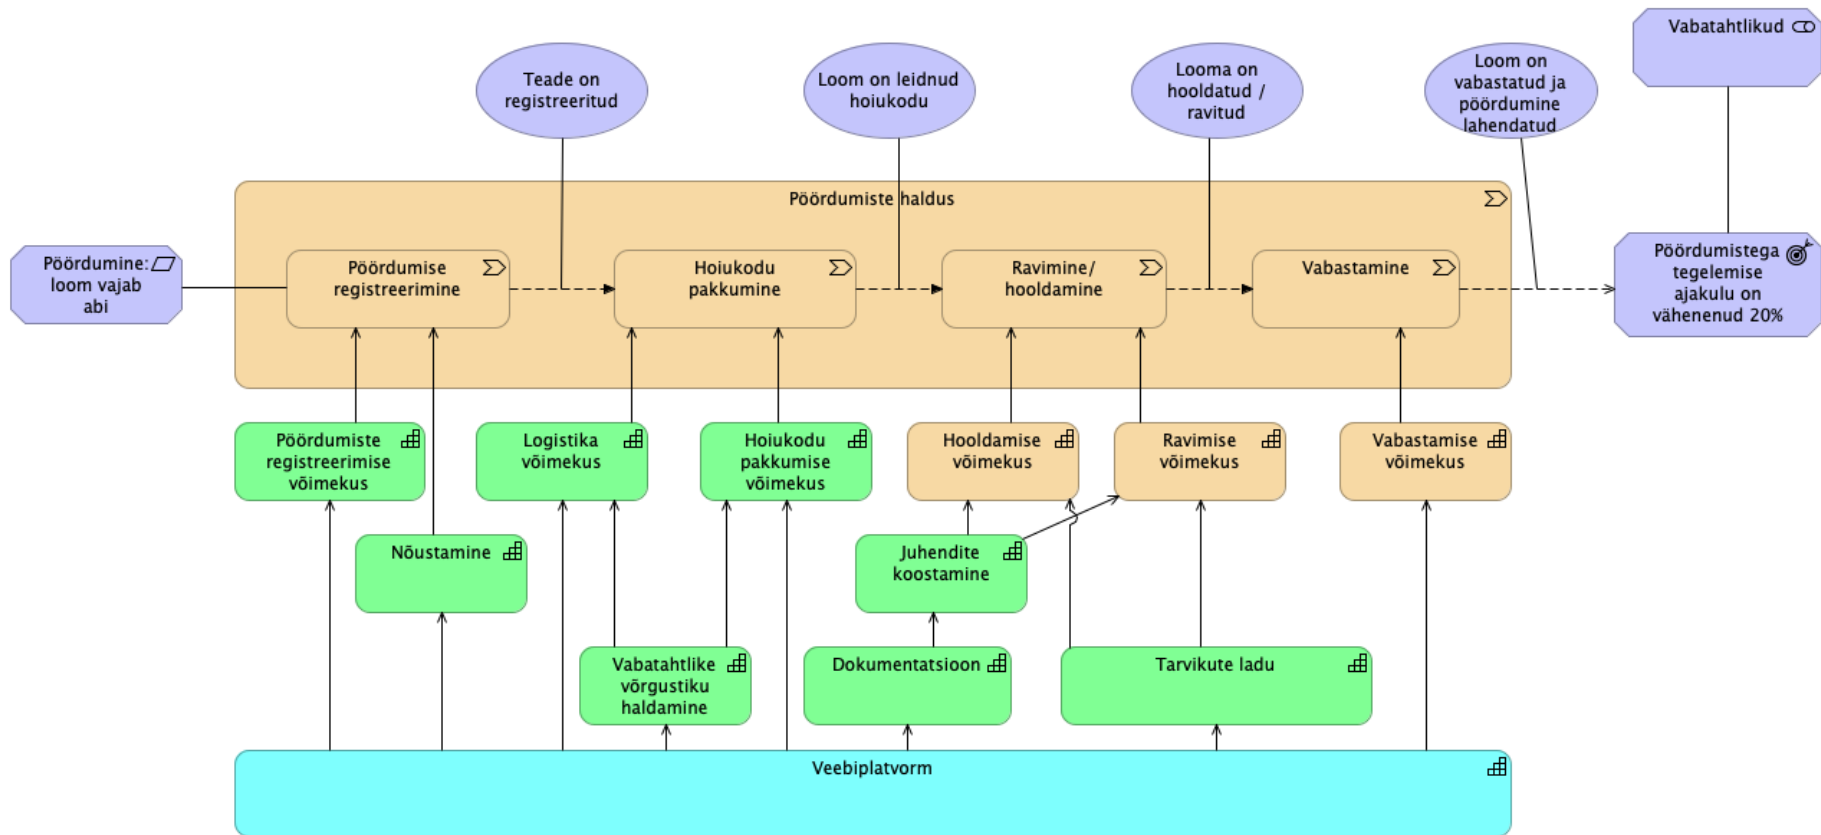 Vabatahtlikud
Teade on
registreeritud
Loom on leidnud
hoiukodu
Looma on
hooldatud /
ravitud
Loom on
vabastatud ja
pöördumine
lahendatud
Pöördumiste haldus
Pöördumine:
loom vajab
abi
Pöördumise
registreerimine
Hoiukodu
pakkumine
Ravimine/
hooldamine
Vabastamine
Pöördumistega
tegelemise
ajakulu on
vähenenud 20%
Pöördumiste
registreerimise
võimekus
Logistika
võimekus
Hoiukodu
pakkumise
võimekus
Hooldamise
võimekus
Ravimise
võimekus
Vabastamise
võimekus
Nõustamine
Juhendite
koostamine
Vabatahtlike
võrgustiku
haldamine
Dokumentatsioon
Tarvikute ladu
Veebiplatvorm